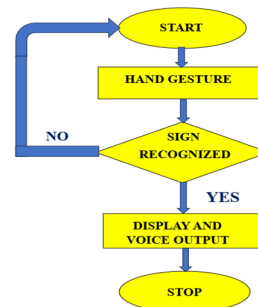 START
HAND GESTURE
SIGN
RECOGNIZED
NO
YES
DISPLAY AND
VOICE OUTPUT
STOP